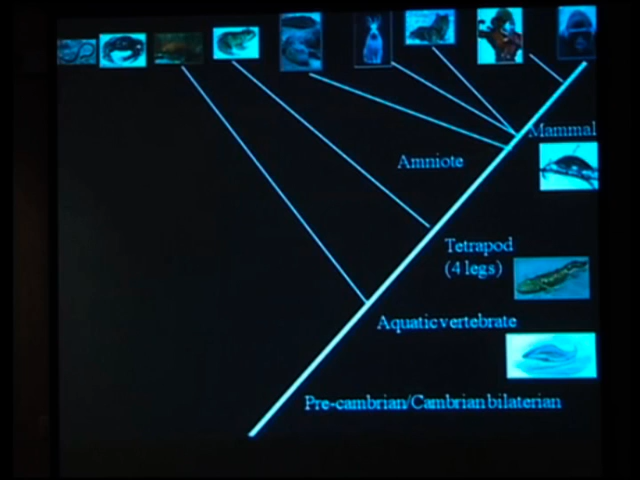 Mammal
Amniote
Tetrapod
(4 legs)
Aquatic vertebrate
Pre-cambrian/Cambrian bilaterian